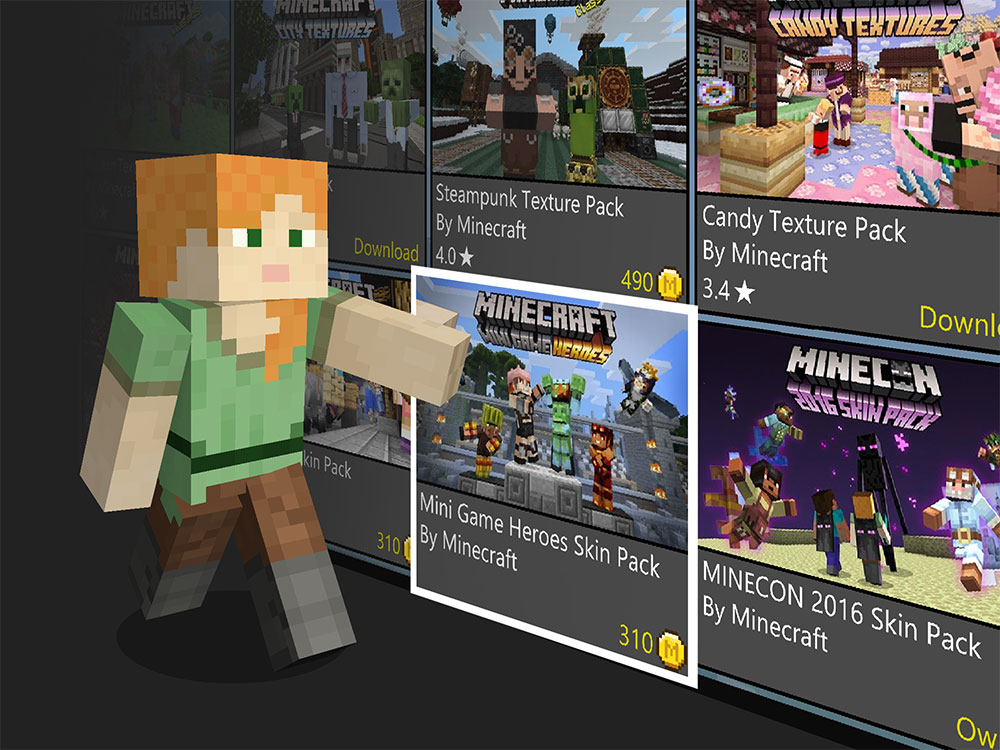 MINECRAFT
MINECRAFT
CITY TEXTURES
Download
Steampunk Texture Pack
By Minecraft
4.0★
490
CANDY TEXTURES
Candy Texture Pack
By Minecraft
3.4★
Skin Pack
310
MINECRAFT
MINI GAME HEROES
Mini Game Heroes Skin Pack
By Minecraft
310
MINECON
2016 SKIN PACK
MINECON 2016 Skin Pack
By Minecraft